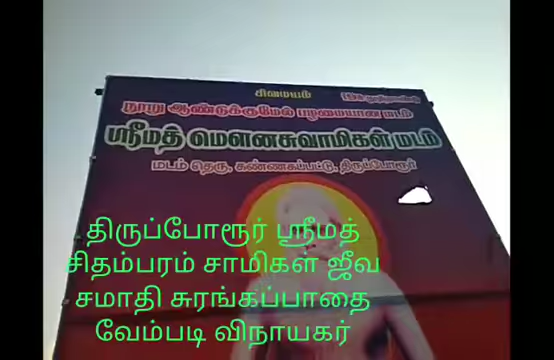 சிவமயம்
நூறு ஆண்டுக்குமேல் பழமையான மடம்
ஸ்ரீமத் மௌனசுவாமிகள் மடம்
மடம் தெரு, கண்ணகப்பட்டு, திருப்போரூர்
திருப்போரூர் ஸ்ரீமத்
சிதம்பரம் சாமிகள் ஜீவ
சமாதி சுரங்கப்பாதை
வேம்படி விநாயகர்